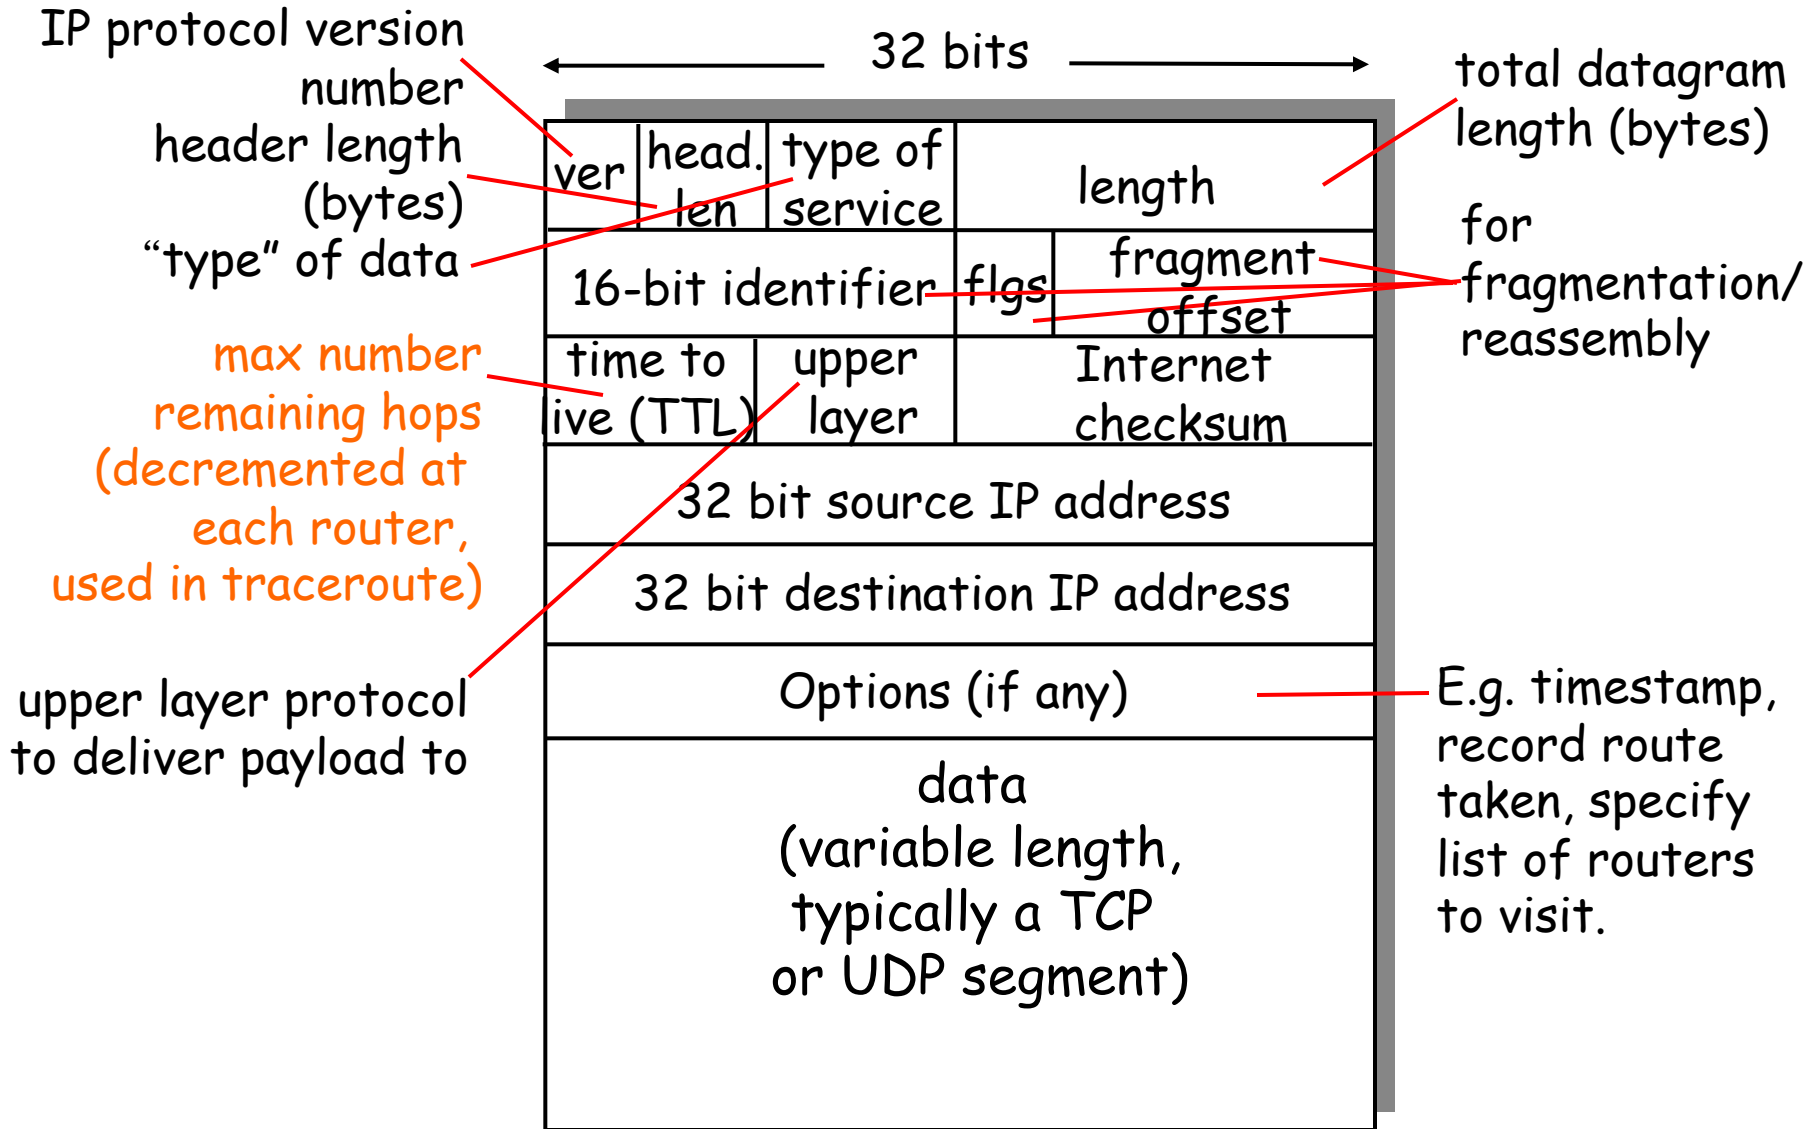 IP protocol version
number
header length
(bytes)
“type” of data
max number
remaining hops
(decremented at
each router,
used in traceroute)
upper layer protocol
to deliver payload to
32 bits
ver
head.
len
type of
service
length
16-bit identifier
flgs
fragment
offset
time to
live (TTL)
upper
layer
Internet
checksum
32 bit source IP address
32 bit destination IP address
Options (if any)
data
(variable length,
typically a TCP
or UDP segment)
total datagram
length (bytes)
for
fragmentation/
reassembly
E.g. timestamp,
record route
taken, specify
list of routers
to visit.